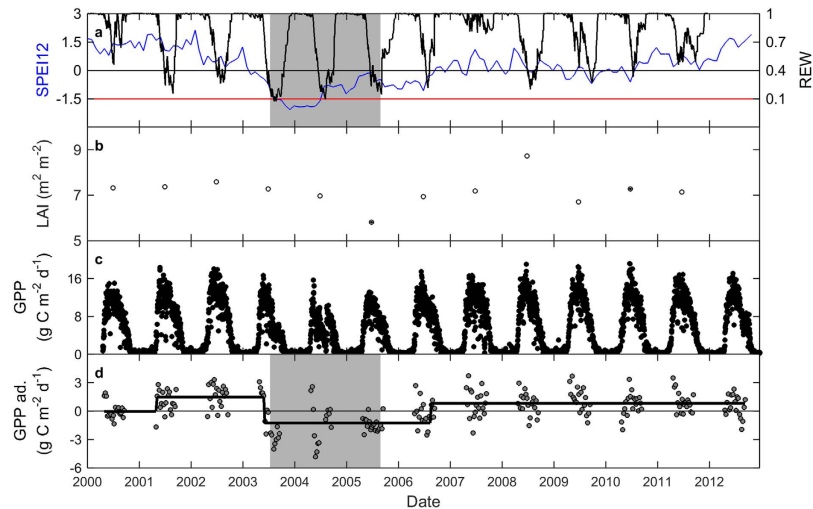 a
SPEI12
3
1.5
0
-1.5
1
0.7
0.4
0.1
REW
b
LAI (m² m⁻²)
9
7
5
c
GPP
(g C m⁻² d⁻¹)
16
8
0
d
GPP ad.
(g C m⁻² d⁻¹)
3
0
-3
-6
2000 2001 2002 2003 2004 2005 2006 2007 2008 2009 2010 2011 2012
Date